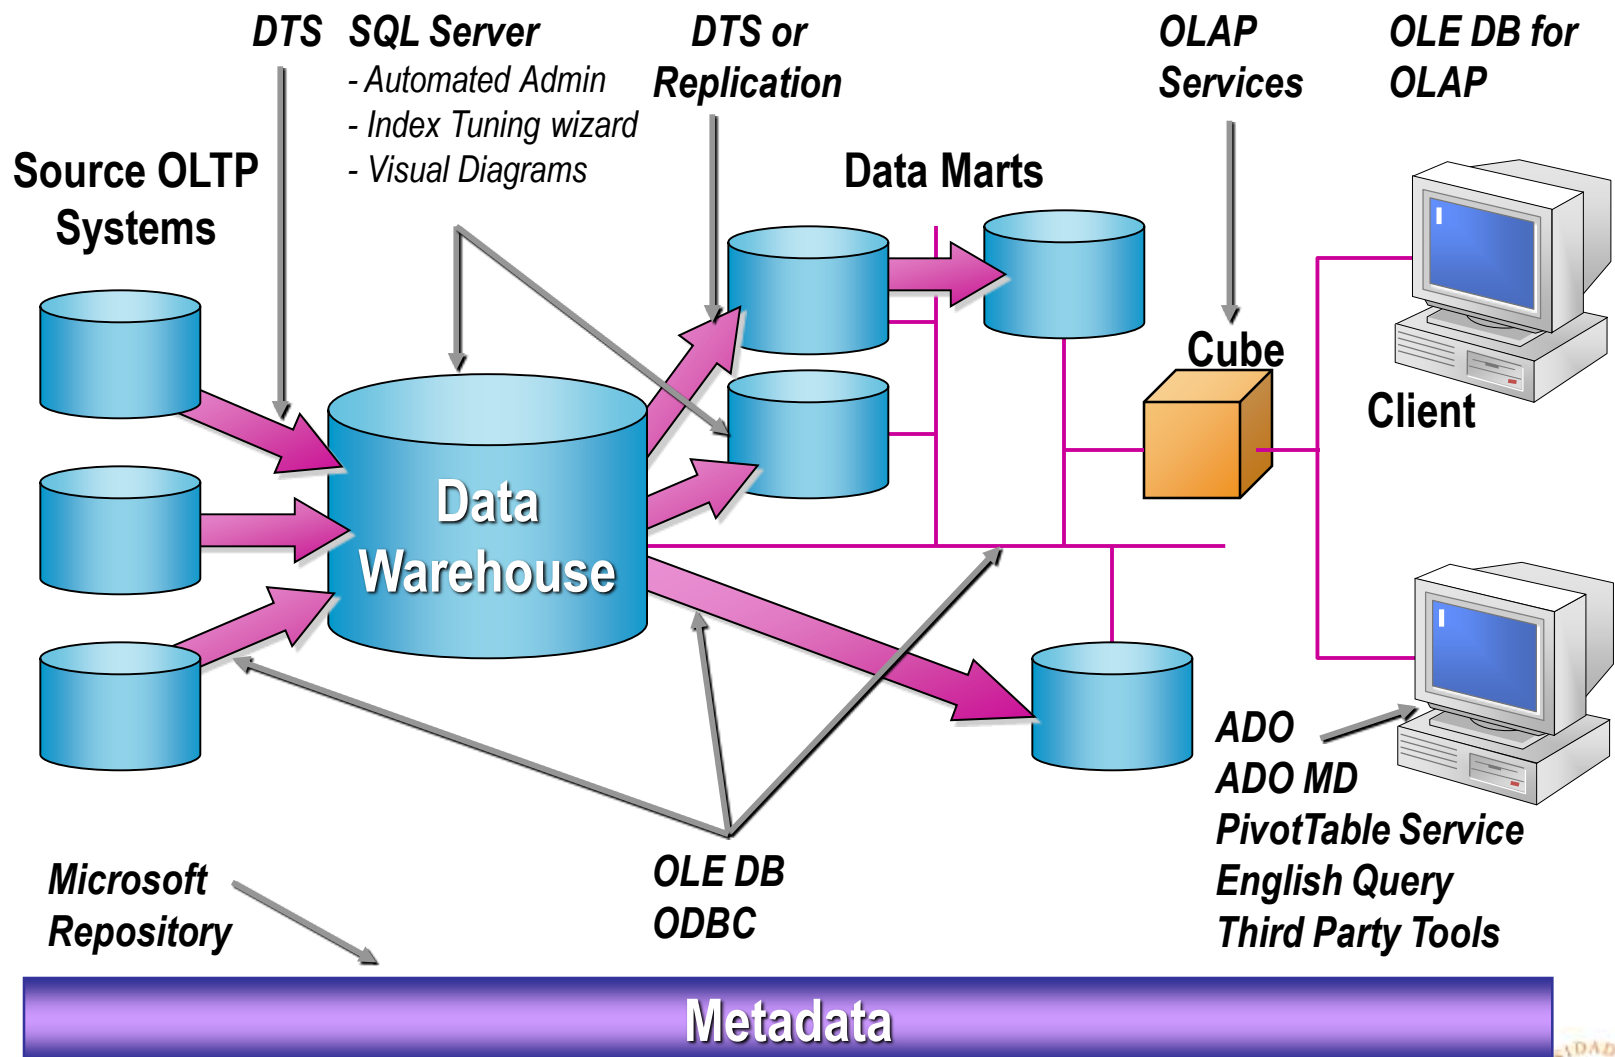 DTS
SQL Server
- Automated Admin
- Index Tuning wizard
- Visual Diagrams
DTS or
Replication
OLAP
Services
OLE DB for
OLAP
Source OLTP
Systems
Data Marts
Cube
Client
Data
Warehouse
ADO
ADO MD
PivotTable Service
English Query
Third Party Tools
OLE DB
ODBC
Microsoft
Repository
Metadata